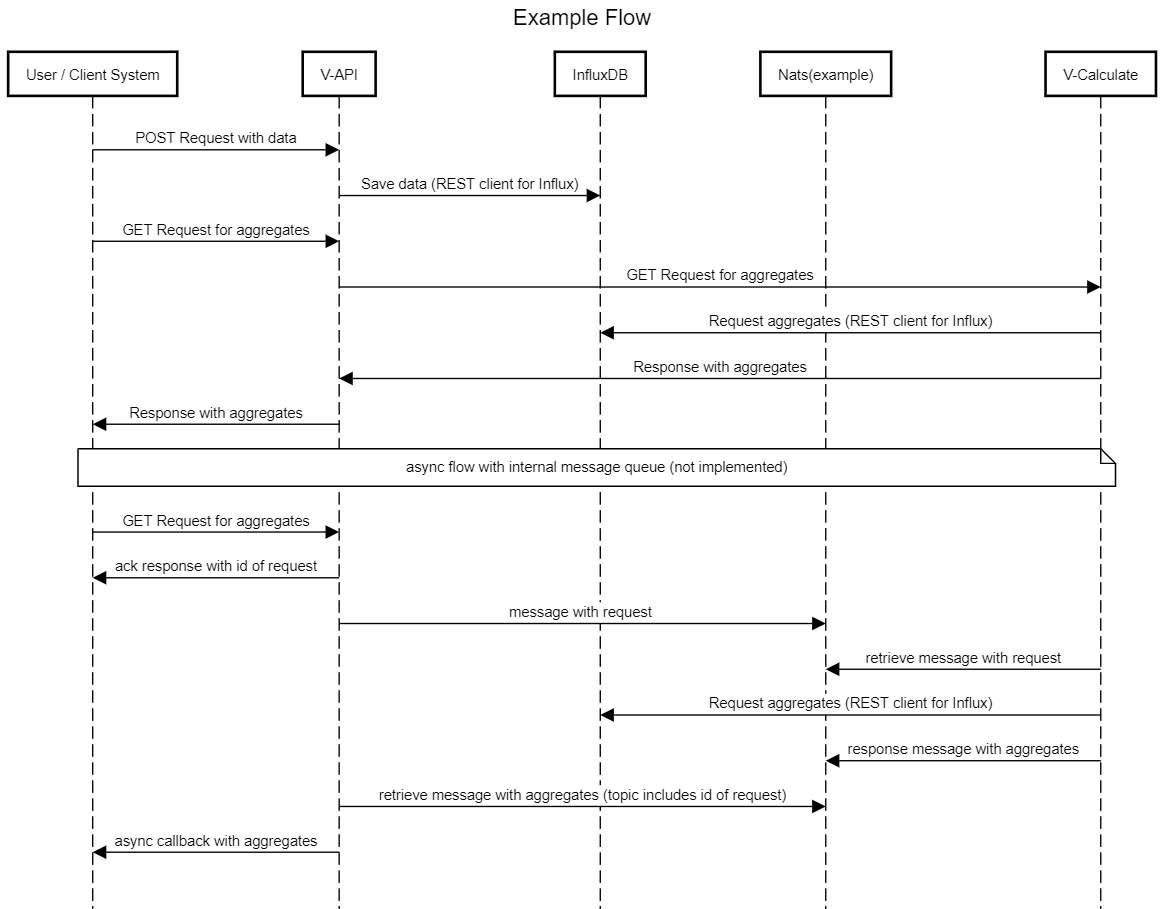 Example Flow
User / Client System
V-API
InfluxDB
Nats(example)
V-Calculate
POST Request with data
Save data (REST client for Influx)
GET Request for aggregates
GET Request for aggregates
Request aggregates (REST client for Influx)
Response with aggregates
Response with aggregates
async flow with internal message queue (not implemented)
GET Request for aggregates
ack response with id of request
message with request
retrieve message with request
Request aggregates (REST client for Influx)
response message with aggregates
retrieve message with aggregates (topic includes id of request)
async callback with aggregates